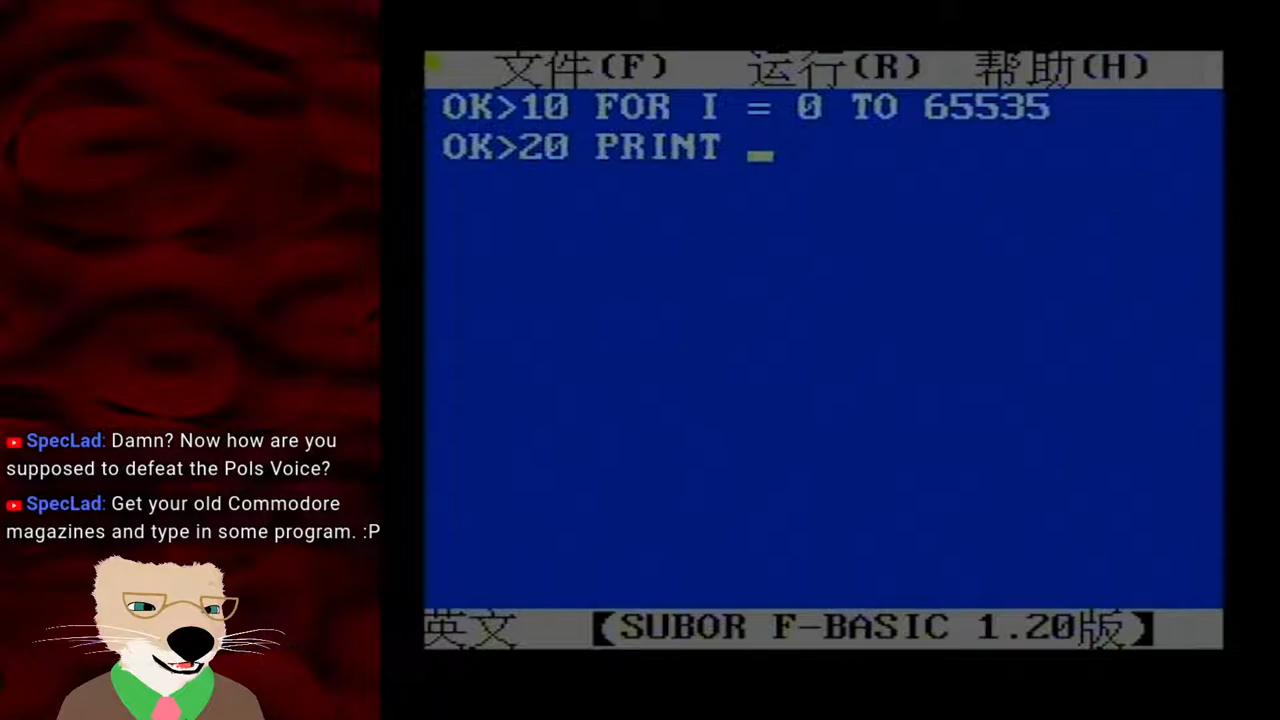 文件(F) 运行(R) 帮助(H)
OK>10 FOR I = 0 TO 65535
OK>20 PRINT _
SpecLad: Damn? Now how are you
supposed to defeat the Pols Voice?
SpecLad: Get your old Commodore
magazines and type in some program. :P
英文 【SUBOR F-BASIC 1.20版】